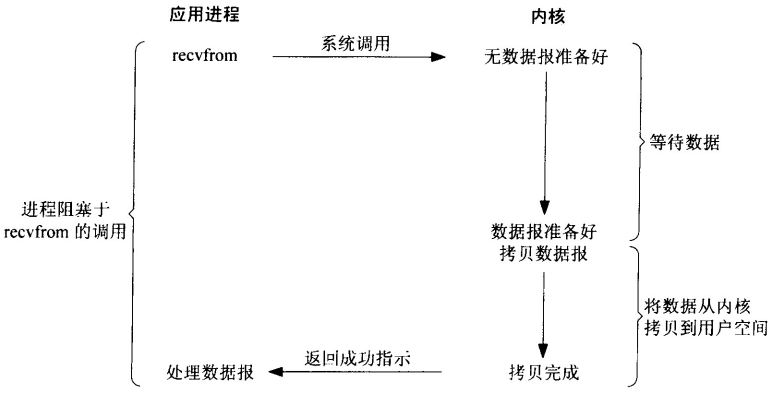 应用进程
内核
recvfrom
系统调用
无数据报准备好
等待数据
进程阻塞于
recvfrom 的调用
数据报准备好
拷贝数据报
将数据从内核
拷贝到用户空间
处理数据报
返回成功指示
拷贝完成